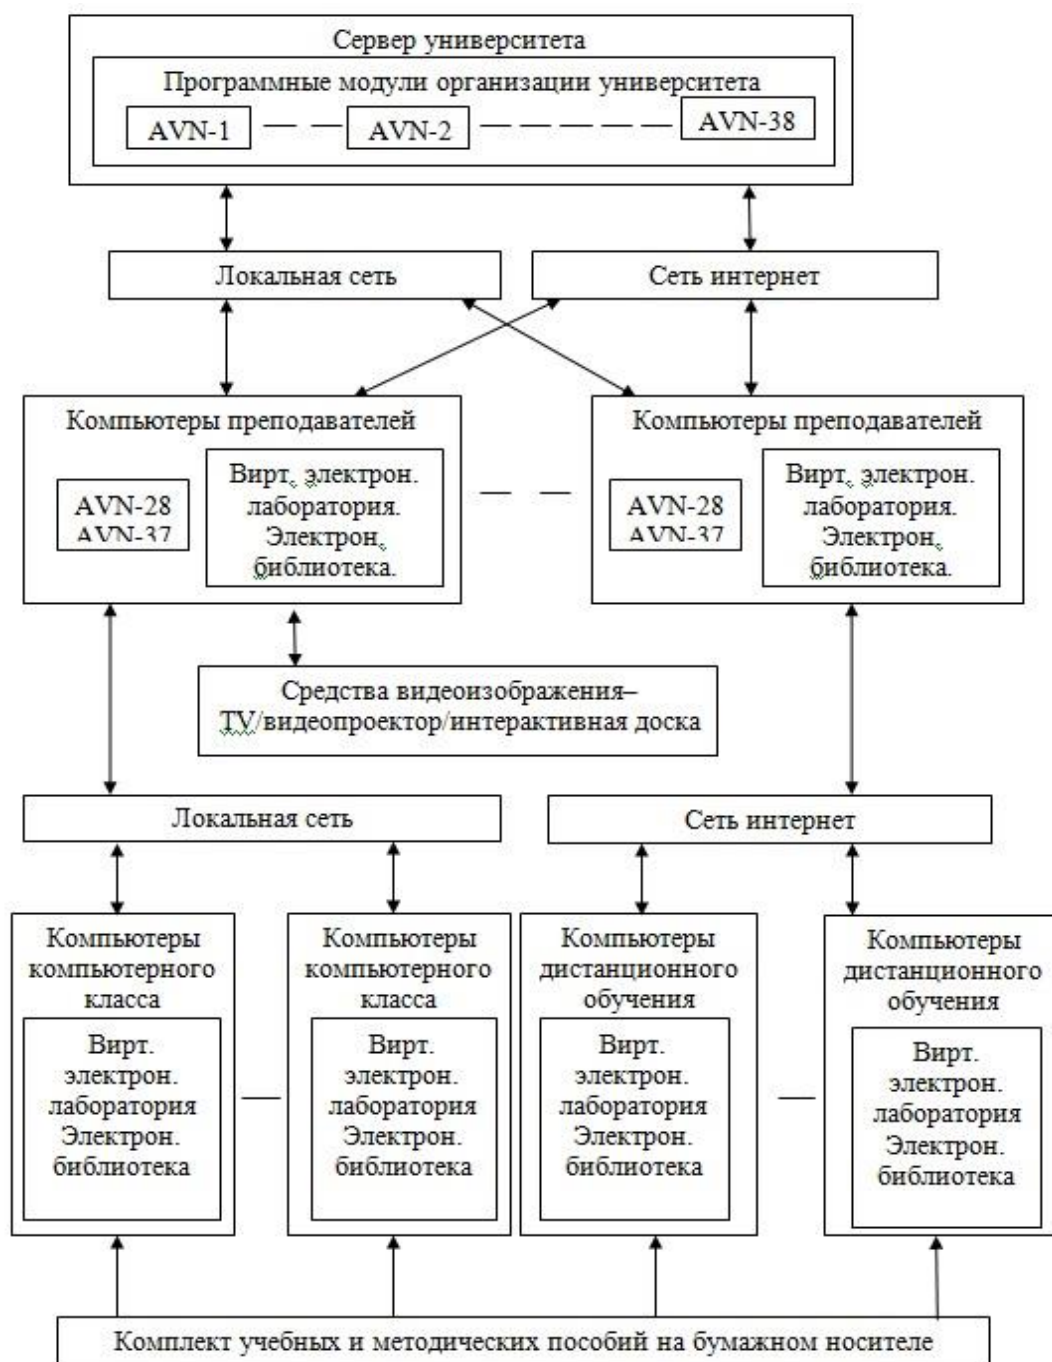 Сервер университета
Программные модули организации университета
AVN-1
AVN-2
AVN-38
Локальная сеть
Сеть интернет
Компьютеры преподавателей
AVN-28
AVN-37
Вирт. электрон.
лаборатория.
Электрон.
библиотека.
Компьютеры преподавателей
AVN-28
AVN-37
Вирт. электрон.
лаборатория.
Электрон.
библиотека.
Средства видеоизображения–
TV/видеопроектор/интерактивная доска
Локальная сеть
Сеть интернет
Компьютеры
компьютерного
класса
Вирт.
электрон.
лаборатория
Электрон.
библиотека
Компьютеры
компьютерного
класса
Вирт.
электрон.
лаборатория
Электрон.
библиотека
Компьютеры
дистанционного
обучения
Вирт.
электрон.
лаборатория
Электрон.
библиотека
Компьютеры
дистанционного
обучения
Вирт.
электрон.
лаборатория
Электрон.
библиотека
Комплект учебных и методических пособий на бумажном носителе